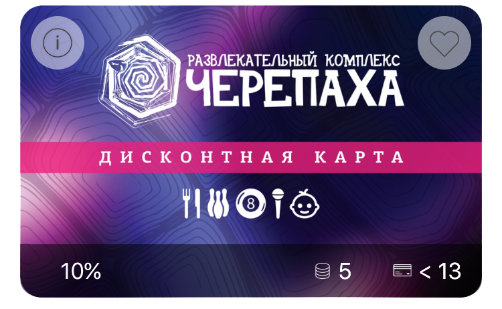 РАЗВЛЕКАТЕЛЬНЫЙ КОМПЛЕКС
ЧЕРЕПАХА
ДИСКОНТНАЯ КАРТА
8
10% 5 < 13